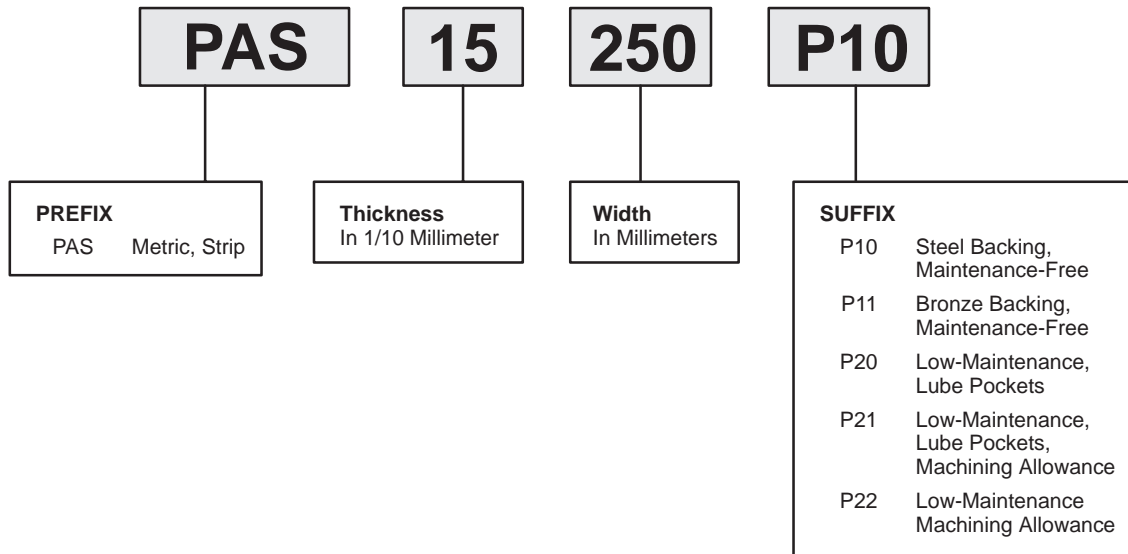 PAS 15 250 P10
PREFIX
PAS Metric, Strip
Thickness
In 1/10 Millimeter
Width
In Millimeters
SUFFIX
P10 Steel Backing,
Maintenance-Free
P11 Bronze Backing,
Maintenance-Free
P20 Low-Maintenance,
Lube Pockets
P21 Low-Maintenance,
Lube Pockets,
Machining Allowance
P22 Low-Maintenance
Machining Allowance